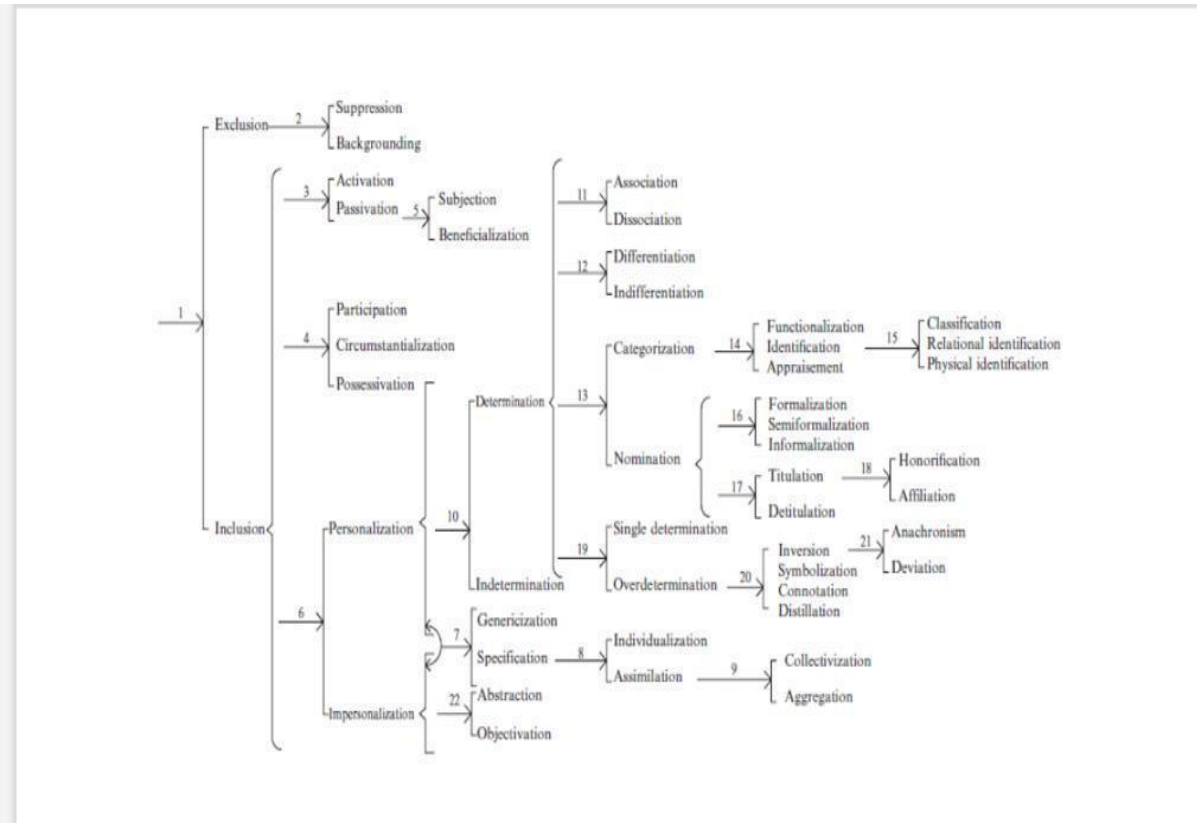 Suppression
Exclusion 2
Backgrounding
3 Activation
Passivation 5 Subjection
Beneficialization
11 Association
Dissociation
12 Differentiation
Indifferentiation
1
4 Participation
Circumstantialization
Possessivation
Categorization 14 Functionalization
Identification 15 Classification
Appraisement Relational identification
Physical identification
Determination 13
16 Formalization
Semiformalization
Informalization
Nomination
17 Titulation 18 Honorification
Affiliation
Detitulation
Inclusion
Personalization 10
19 Single determination
Inversion 21 Anachronism
Deviation
Indetermination
Overdetermination 20 Symbolization
Connotation
Distillation
6
7 Genericization
Specification 8 Individualization
Assimilation 9 Collectivization
Aggregation
Impersonalization 22 Abstraction
Objectivation